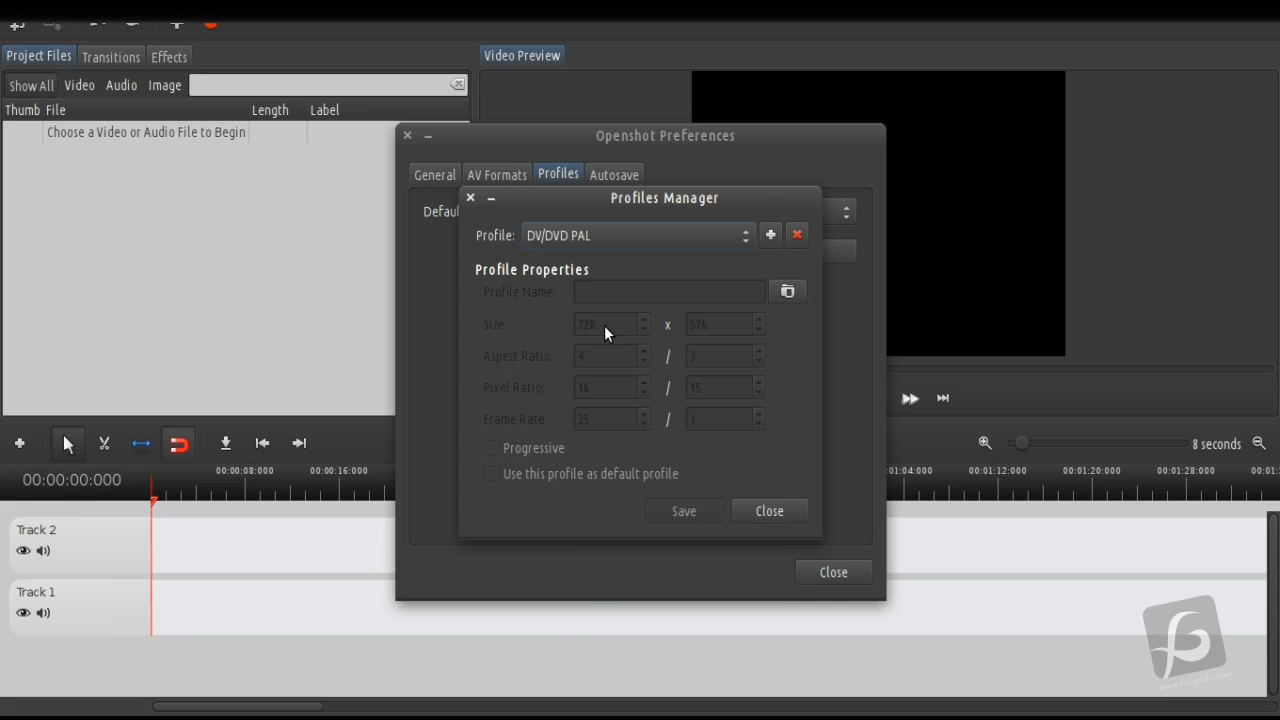 Project Files Transitions Effects
Video Preview
Show All Video Audio Image
Thumb File Length Label
Choose a Video or Audio File to Begin
Openshot Preferences
General AV Formats Profiles Autosave
Defaul
Profiles Manager
Profile: DV/DVD PAL
Profile Properties
Profile Name:
Size: 720 x 576
Aspect Ratio: 4 / 3
Pixel Ratio: 16 / 15
Frame Rate: 25 / 1
Progressive
Use this profile as default profile
Save Close
Close
8 seconds
00:00:00:000
00:00:08:000 00:00:16:000 :01:04:000 00:01:12:000 00:01:20:000 00:01:28:000 00:01:
Track 2
Track 1